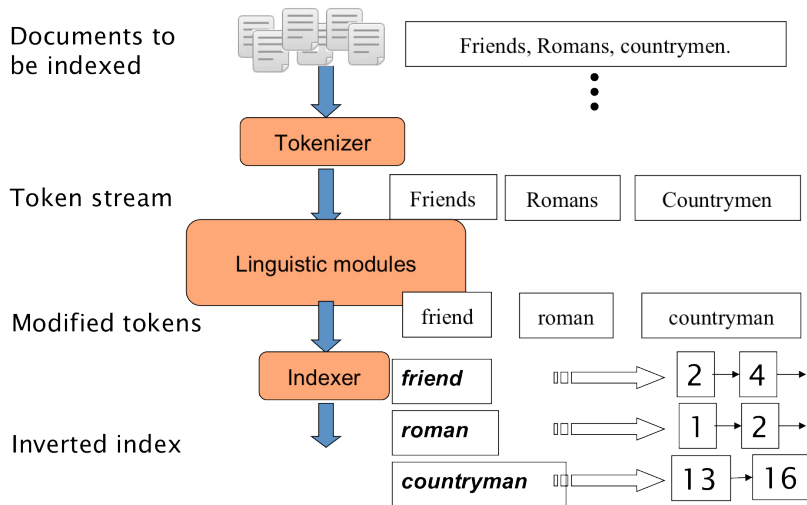 Documents to
be indexed
Friends, Romans, countrymen.
Tokenizer
Token stream
Friends Romans Countrymen
Linguistic modules
Modified tokens
friend roman countryman
Indexer
friend 2 4
roman 1 2
Inverted index
countryman 13 16